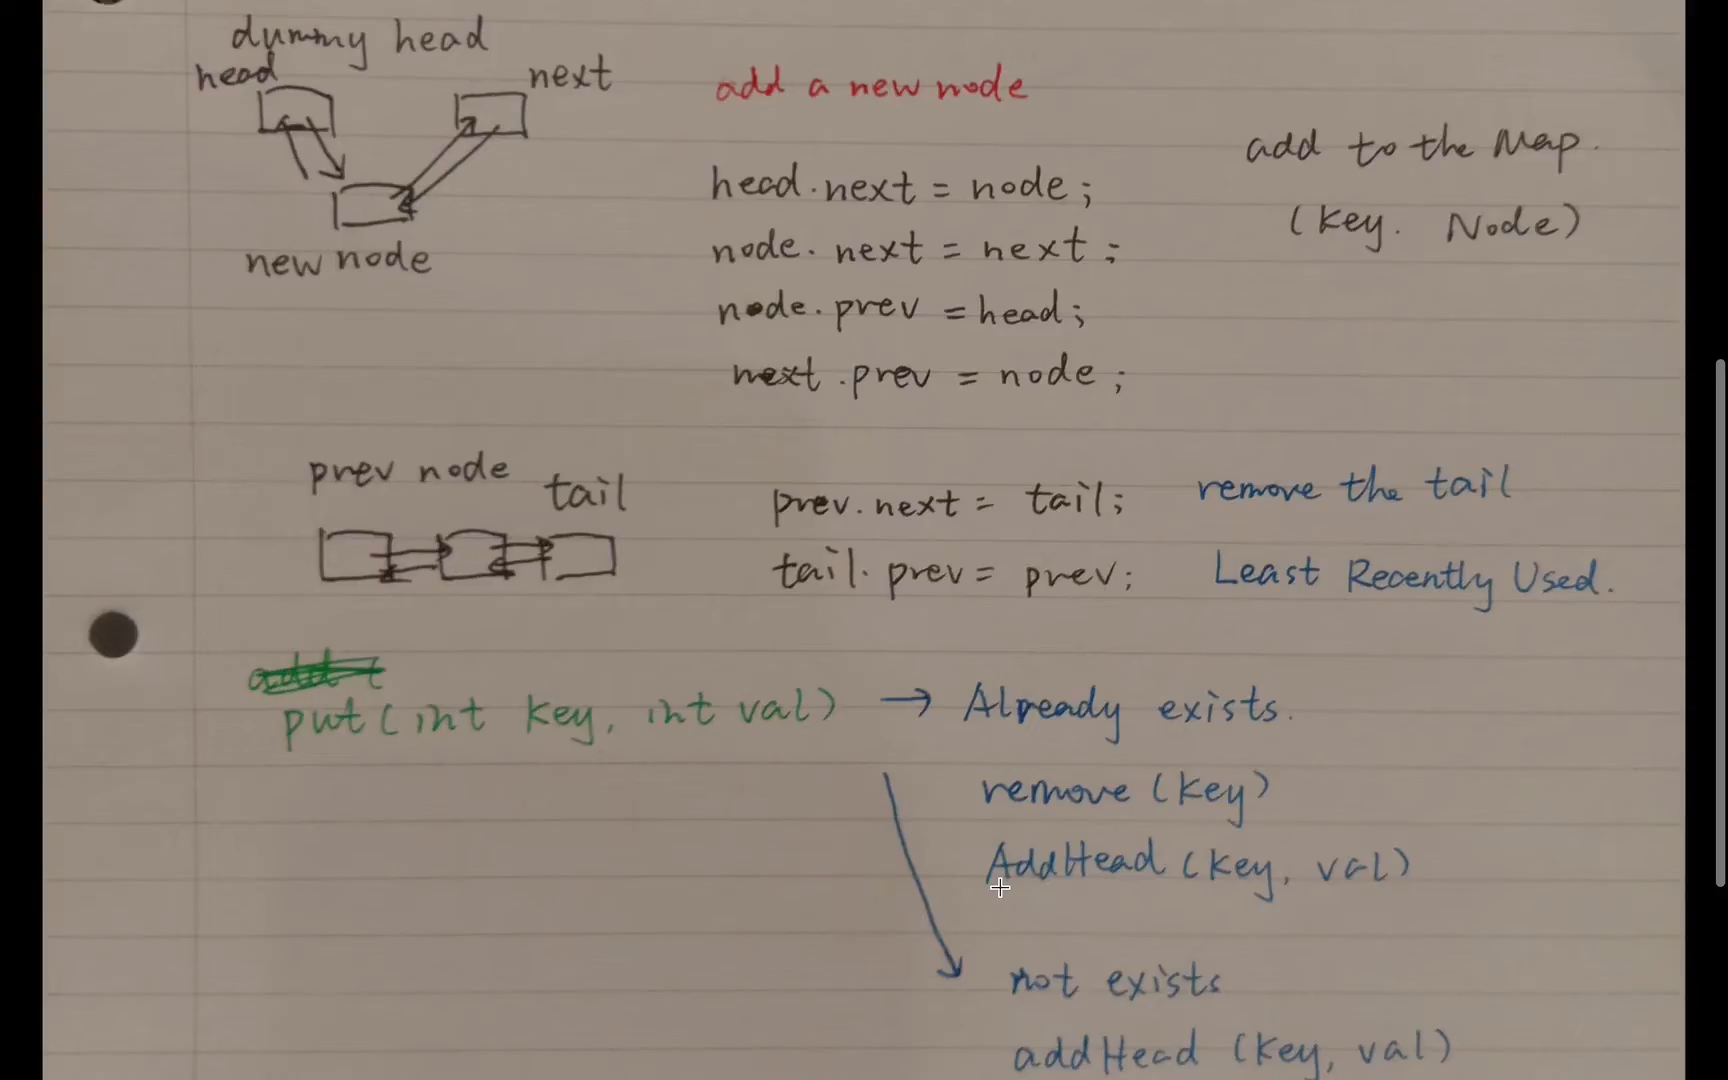 dummy head
head
next
new node
add a new node
head.next = node;
node.next = next;
node.prev = head;
next.prev = node;
add to the Map.
(key. Node)
prev node
tail
prev.next = tail;
tail.prev = prev;
remove the tail
Least Recently Used.
add t
put(int key, int val) → Already exists.
remove (key)
AddHead (key, val)
not exists
addHead (key, val)